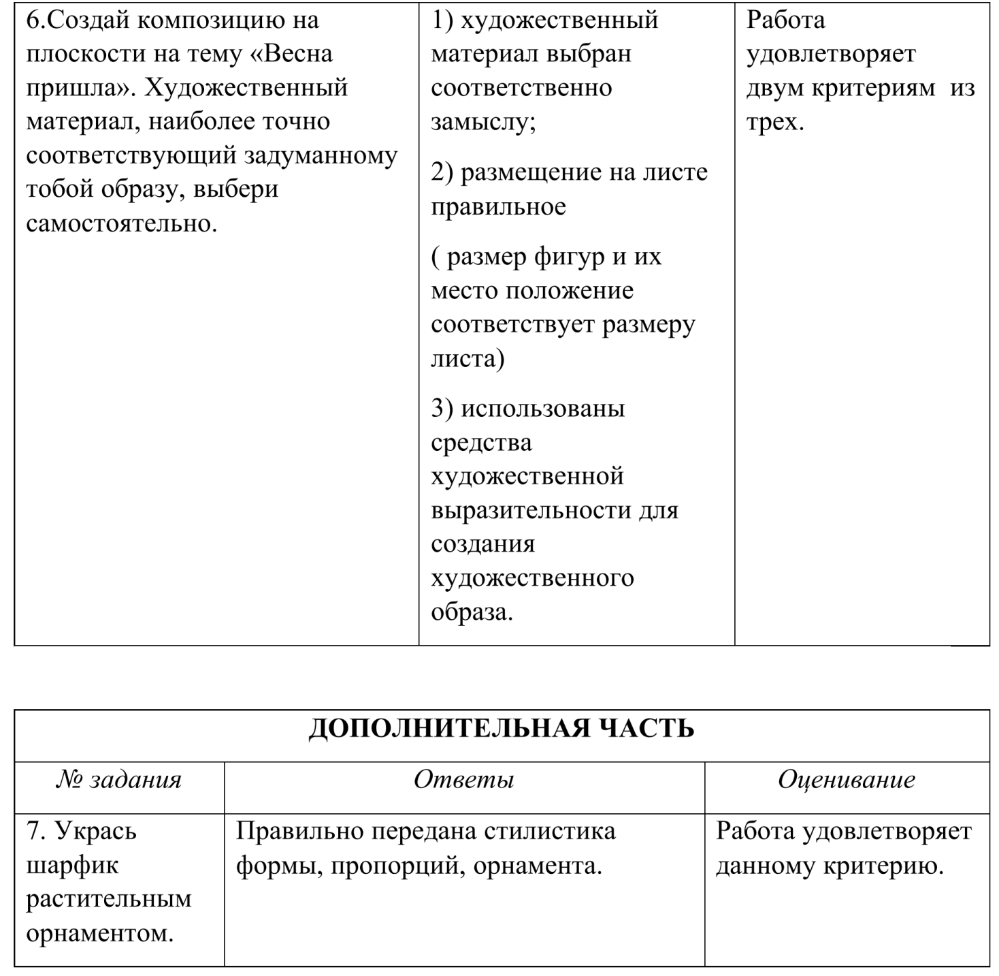 6.Создай композицию на
плоскости на тему «Весна
пришла». Художественный
материал, наиболее точно
соответствующий задуманному
тобой образу, выбери
самостоятельно.
1) художественный
материал выбран
соответственно
замыслу;
2) размещение на листе
правильное
( размер фигур и их
место положение
соответствует размеру
листа)
3) использованы
средства
художественной
выразительности для
создания
художественного
образа.
Работа
удовлетворяет
двум критериям  из
трех.
ДОПОЛНИТЕЛЬНАЯ ЧАСТЬ
№ задания
Ответы
Оценивание
7. Укрась
шарфик
растительным
орнаментом.
Правильно передана стилистика
формы, пропорций, орнамента.
Работа удовлетворяет
данному критерию.